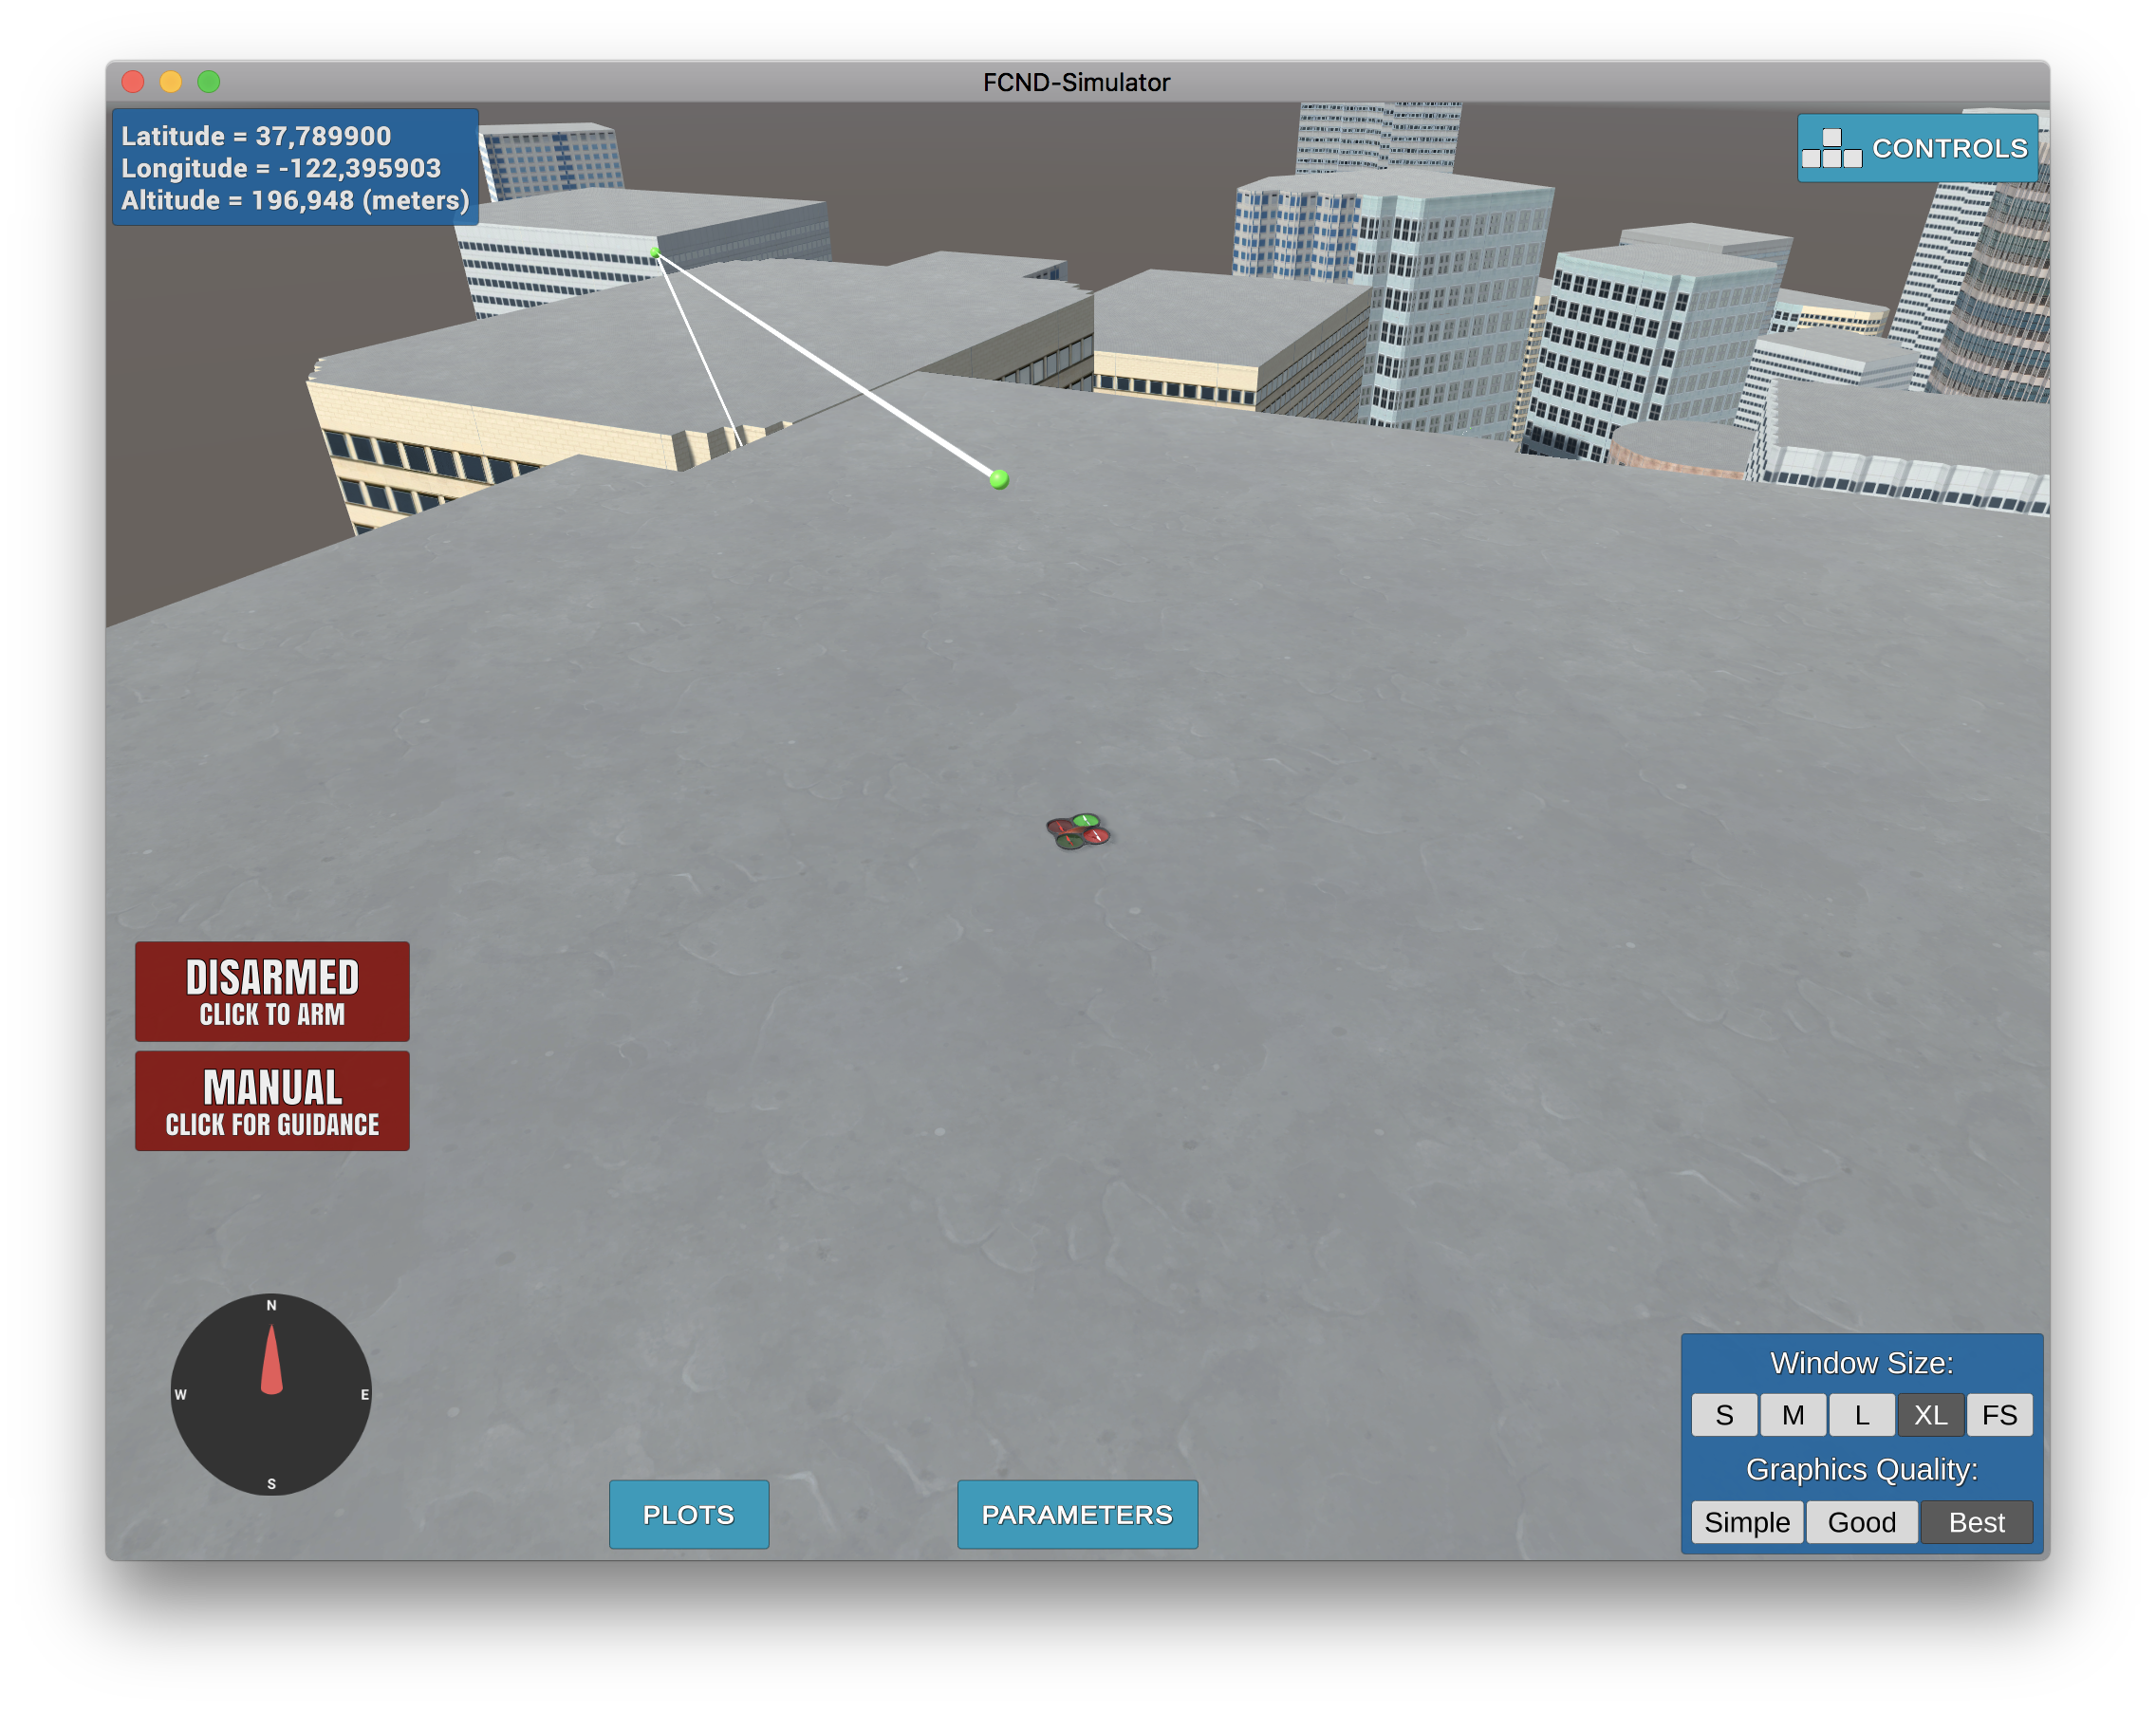 FCND-Simulator
Latitude = 37,789900
Longitude = -122,395903
Altitude = 196,948 (meters)
CONTROLS
DISARMED
CLICK TO ARM
MANUAL
CLICK FOR GUIDANCE
N
W E
S
PLOTS
PARAMETERS
Window Size:
S M L XL FS
Graphics Quality:
Simple Good Best